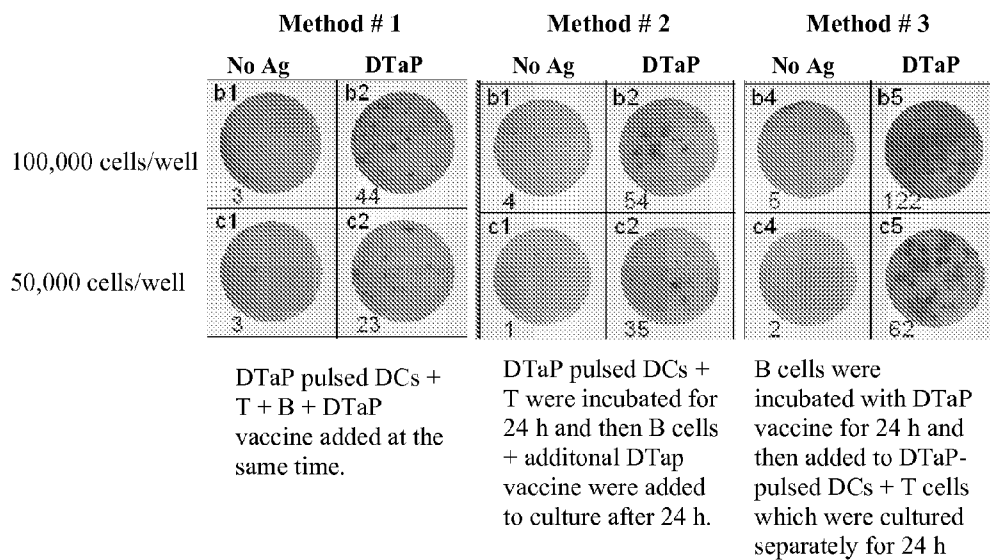 Method # 1 Method # 2 Method # 3
No Ag DTaP No Ag DTaP No Ag DTaP
b1 b2 b1 b2 b4 b5
100,000 cells/well
3 44 4 54 5 122
c1 c2 c1 c2 c4 c5
50,000 cells/well
3 23 1 35 2 62
DTaP pulsed DCs +
T + B + DTaP
vaccine added at the
same time.
DTaP pulsed DCs +
T were incubated for
24 h and then B cells
+ additonal DTap
vaccine were added
to culture after 24 h.
B cells were
incubated with DTaP
vaccine for 24 h and
then added to DTaP-
pulsed DCs + T cells
which were cultured
separately for 24 h